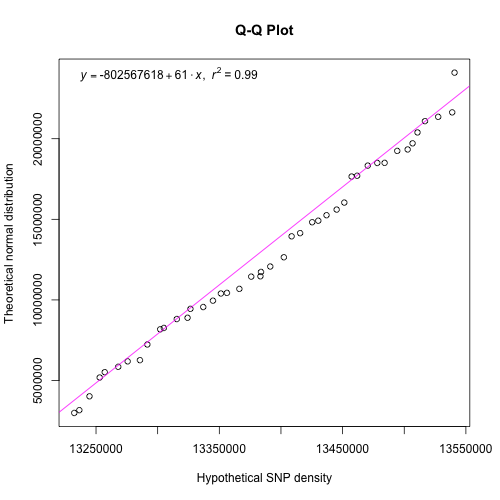 Q-Q Plot
y = -802567618 + 61 · x, r² = 0.99
Theoretical normal distribution
20000000
15000000
10000000
5000000
13250000 13350000 13450000 13550000
Hypothetical SNP density